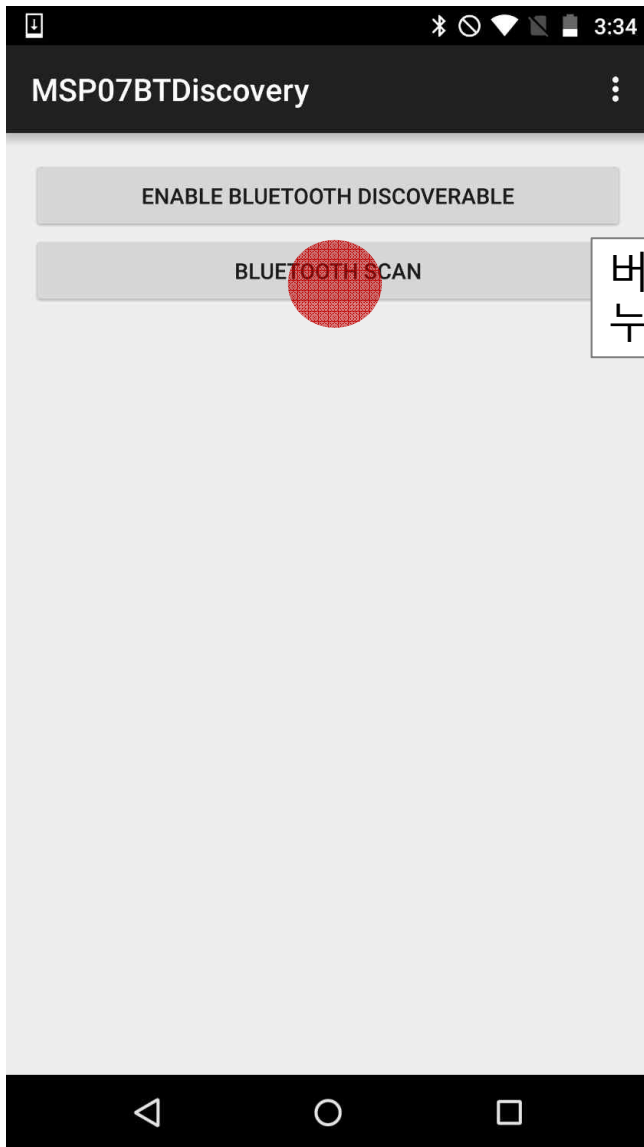 3:34
MSP07BTDiscovery
ENABLE BLUETOOTH DISCOVERABLE
BLUETOOTH SCAN
버
누